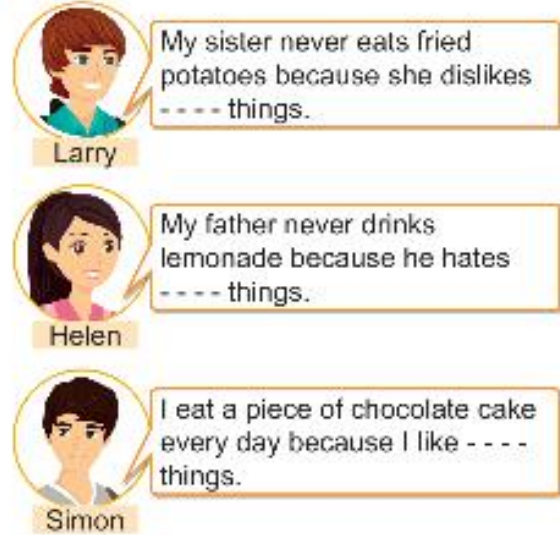 My sister never eats fried
potatoes because she dislikes
- - - - things.
Larry
My father never drinks
lemonade because he hates
- - - - things.
Helen
I eat a piece of chocolate cake
every day because I like - - - -
things.
Simon